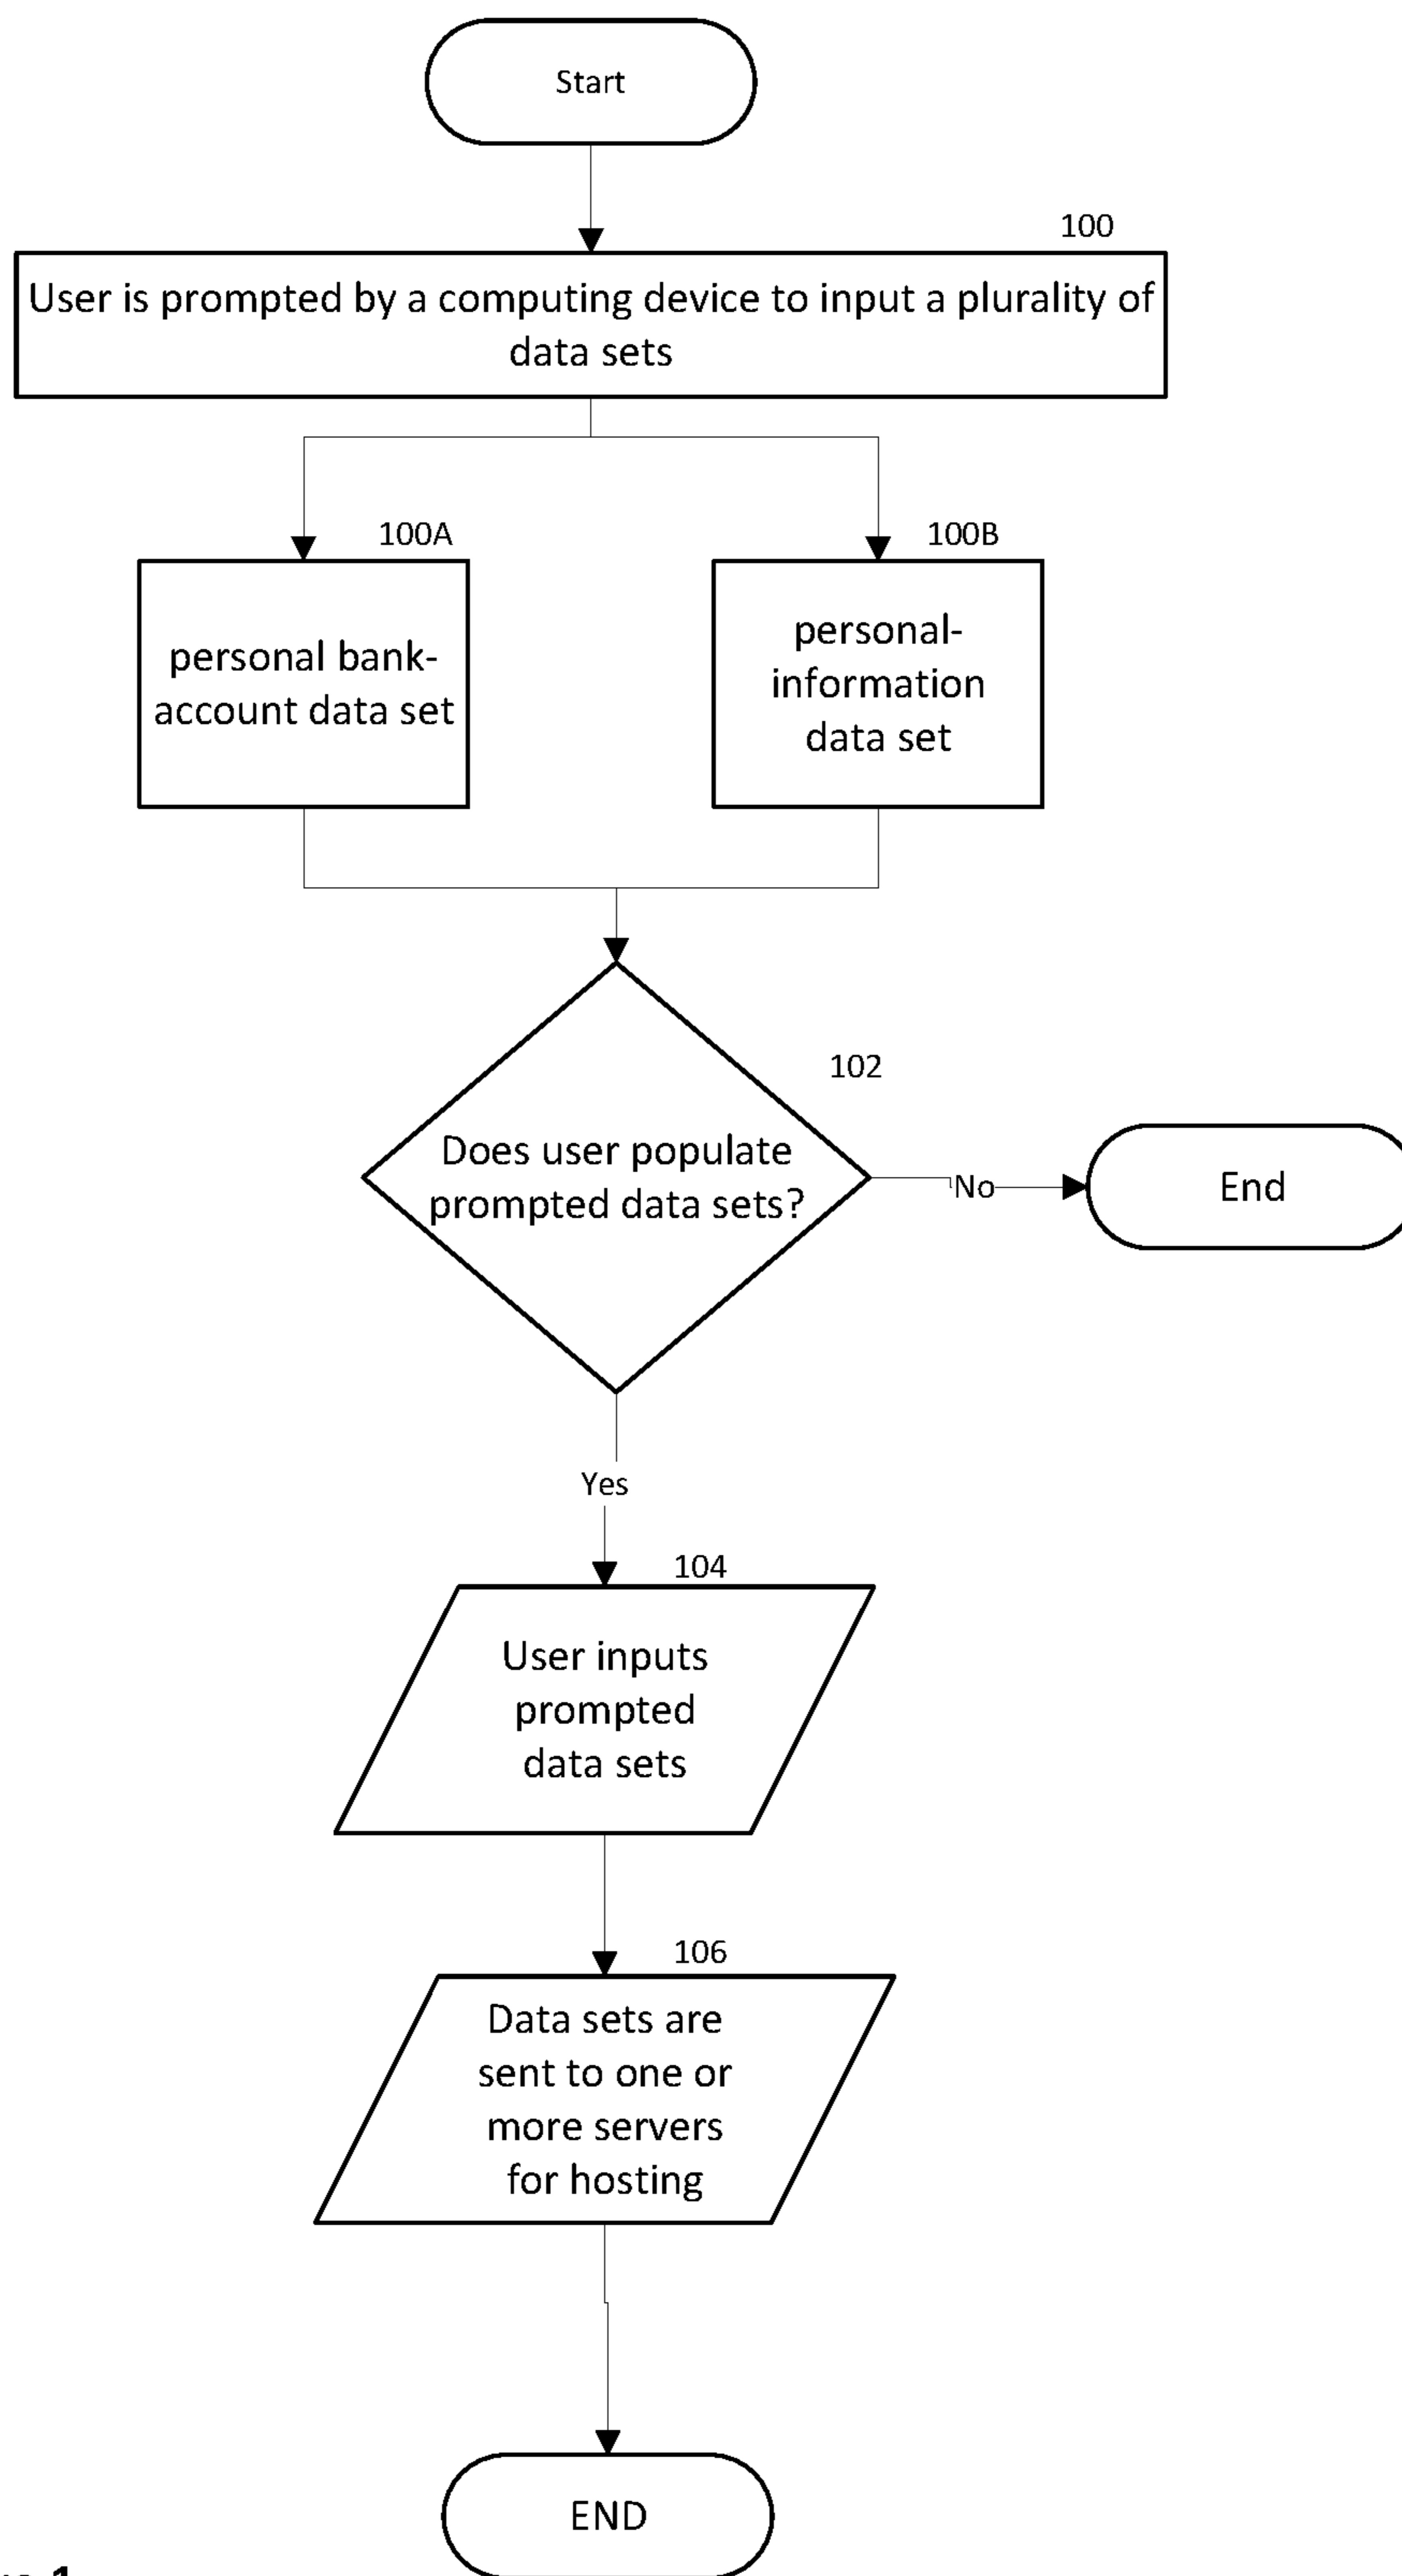 Start
100
User is prompted by a computing device to input a plurality of
data sets
100A
100B
personal bank-
account data set
personal-
information
data set
102
Does user populate
prompted data sets?
No
End
Yes
104
User inputs
prompted
data sets
106
Data sets are
sent to one or
more servers
for hosting
END
1